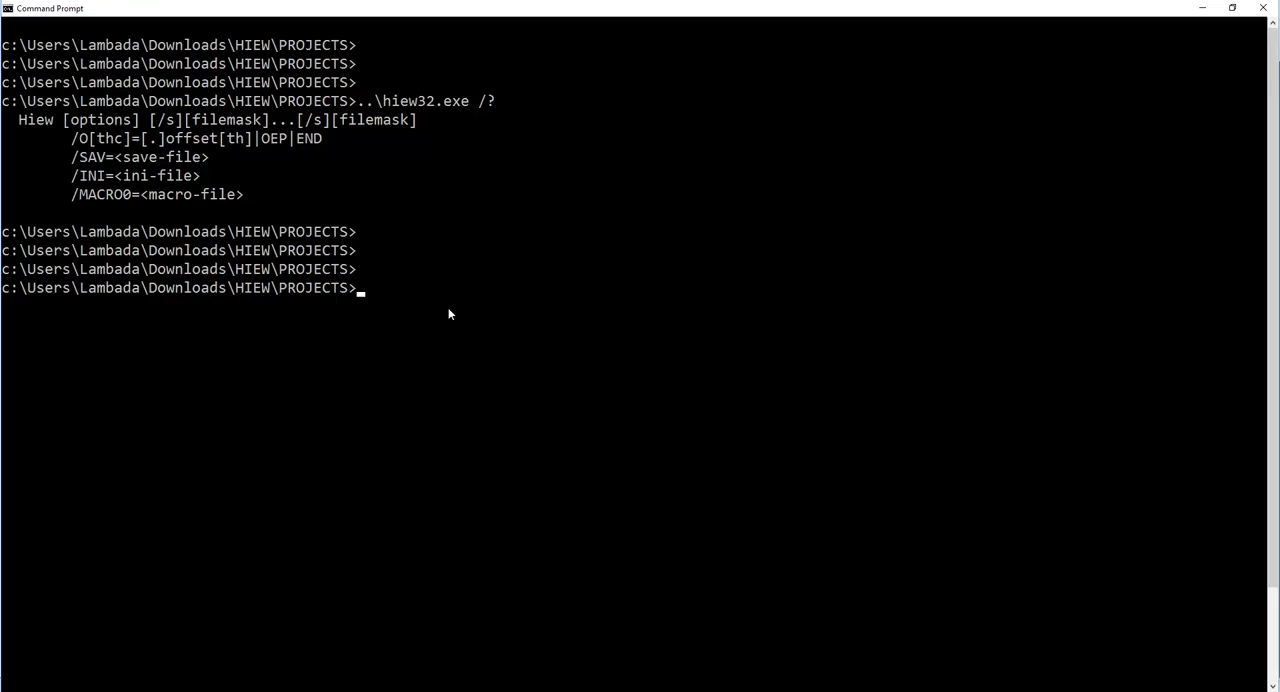 Command Prompt
c:\Users\Lambada\Downloads\HIEW\PROJECTS>
c:\Users\Lambada\Downloads\HIEW\PROJECTS>
c:\Users\Lambada\Downloads\HIEW\PROJECTS>
c:\Users\Lambada\Downloads\HIEW\PROJECTS>..\hiew32.exe /?
Hiew [options] [/s][filemask]...[/s][filemask]
/O[thc]=[.]offset[th]|OEP|END
/SAV=<save-file>
/INI=<ini-file>
/MACRO0=<macro-file>
c:\Users\Lambada\Downloads\HIEW\PROJECTS>
c:\Users\Lambada\Downloads\HIEW\PROJECTS>
c:\Users\Lambada\Downloads\HIEW\PROJECTS>
c:\Users\Lambada\Downloads\HIEW\PROJECTS>